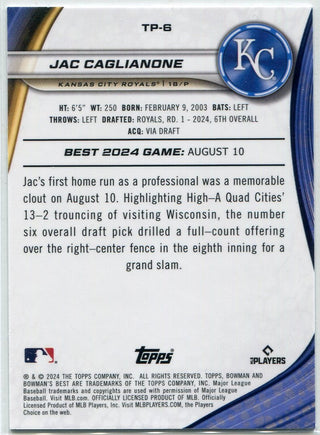 TP-6
JAC CAGLIANONE
KC
KANSAS CITY ROYALS® | 1B/P
HT: 6'5" WT: 250 BORN: FEBRUARY 9, 2003 BATS: LEFT
THROWS: LEFT DRAFTED: ROYALS, RD. 1 - 2024, 6TH OVERALL
ACQ: VIA DRAFT
BEST 2024 GAME: AUGUST 10
Jac's first home run as a professional was a memorable
clout on August 10. Highlighting High-A Quad Cities'
13-2 trouncing of visiting Wisconsin, the number
six overall draft pick drilled a full-count offering
over the right-center fence in the eighth inning for a
grand slam.
Topps
PLAYERS
® & © 2024 THE TOPPS COMPANY, INC. ALL RIGHTS RESERVED. TOPPS, BOWMAN AND
BOWMAN'S BEST ARE TRADEMARKS OF THE TOPPS COMPANY, INC. Major League
Baseball trademarks and copyrights are used with permission of Major League
Baseball. Visit MLB.com. OFFICIALLY LICENSED PRODUCT OF MLB. Officially
Licensed Product of MLB Players, Inc. Visit MLBPLAYERS.com, the Players
Choice on the web.